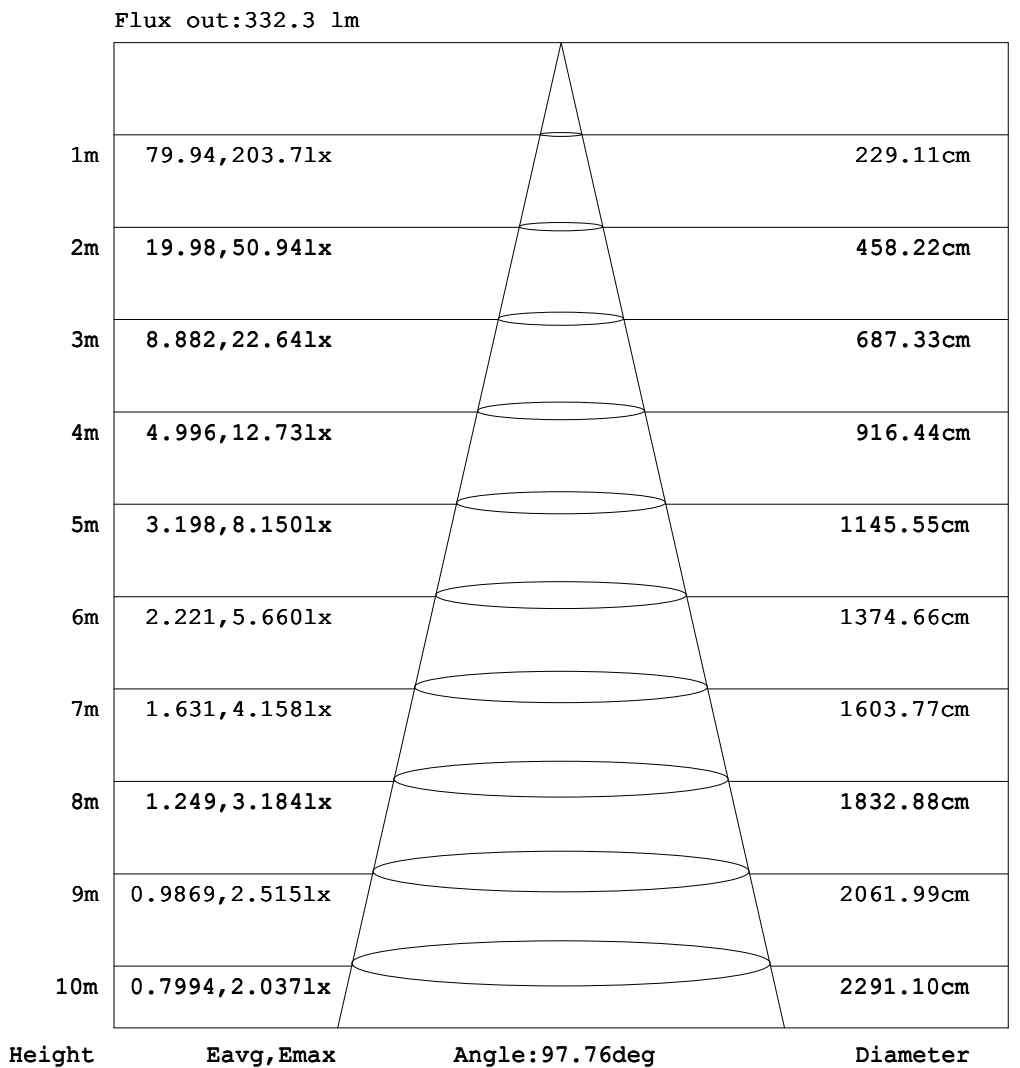 Flux out:332.3 lm
1m 79.94,203.7lx 229.11cm
2m 19.98,50.94lx 458.22cm
3m 8.882,22.64lx 687.33cm
4m 4.996,12.73lx 916.44cm
5m 3.198,8.150lx 1145.55cm
6m 2.221,5.660lx 1374.66cm
7m 1.631,4.158lx 1603.77cm
8m 1.249,3.184lx 1832.88cm
9m 0.9869,2.515lx 2061.99cm
10m 0.7994,2.037lx 2291.10cm
Height Eavg,Emax Angle:97.76deg Diameter